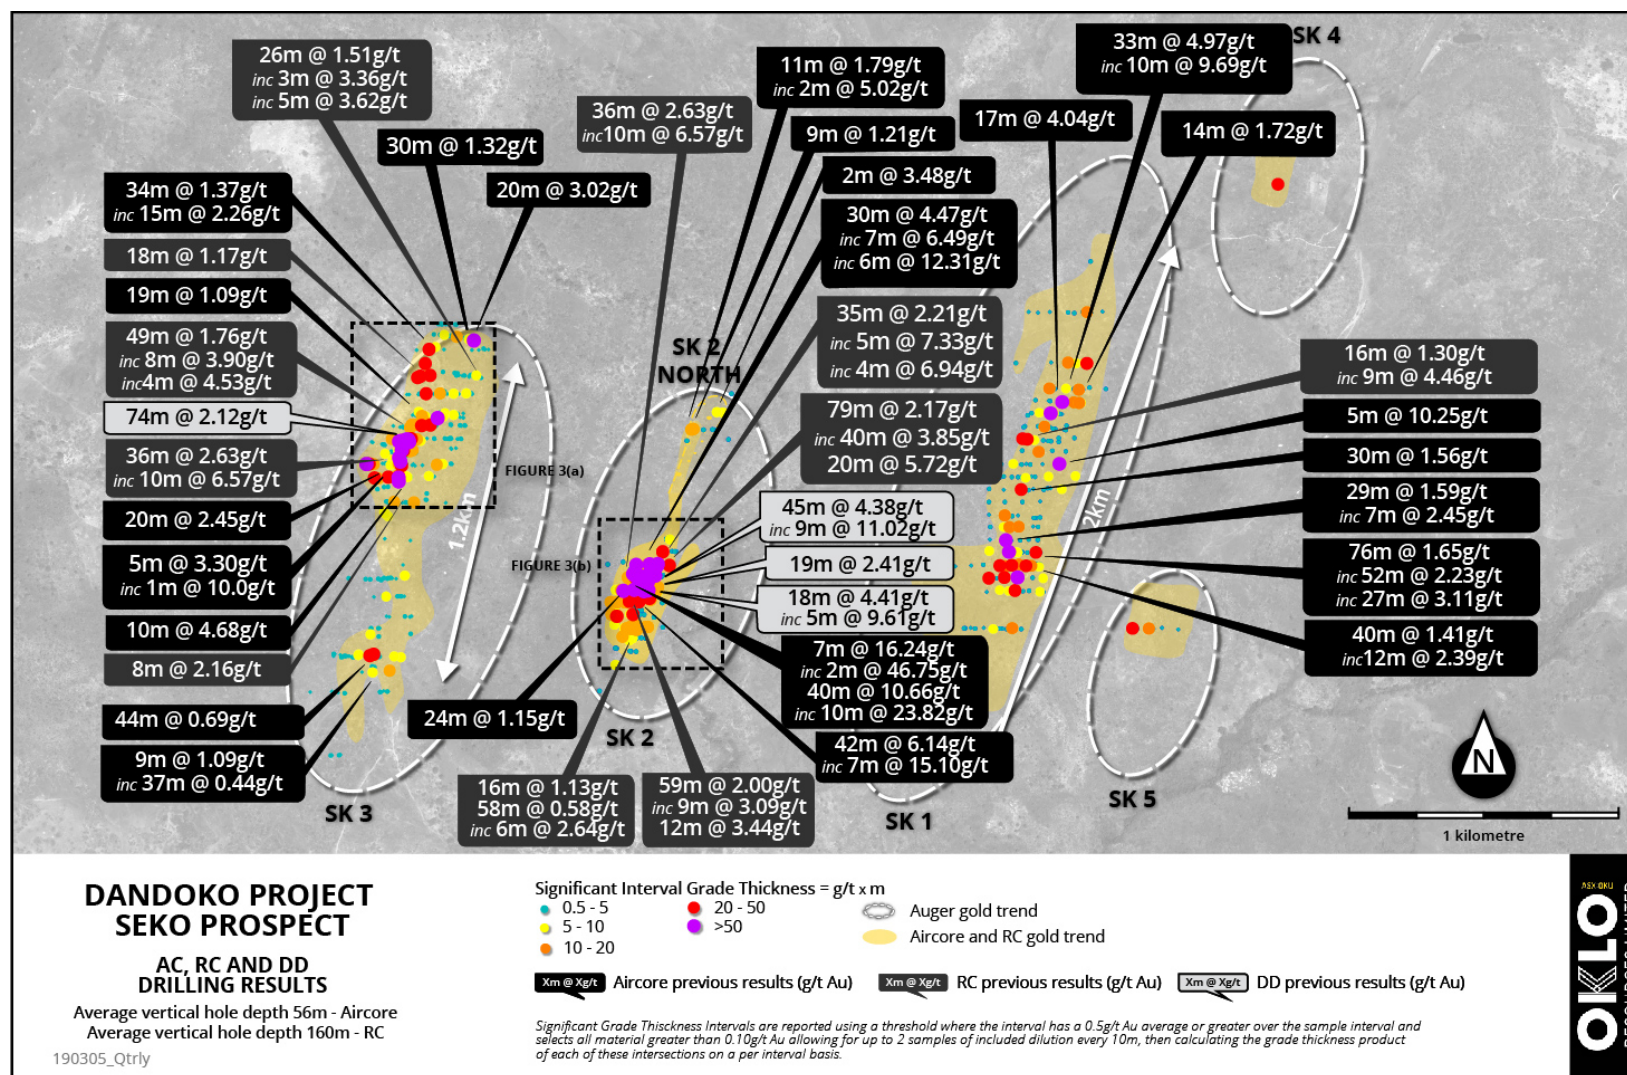 SK 4
26m @ 1.51g/t
inc 3m @ 3.36g/t
inc 5m @ 3.62g/t
30m @ 1.32g/t
20m @ 3.02g/t
36m @ 2.63g/t
inc10m @ 6.57g/t
11m @ 1.79g/t
inc 2m @ 5.02g/t
9m @ 1.21g/t
2m @ 3.48g/t
30m @ 4.47g/t
inc 7m @ 6.49g/t
inc 6m @ 12.31g/t
35m @ 2.21g/t
inc 5m @ 7.33g/t
inc 4m @ 6.94g/t
79m @ 2.17g/t
inc 40m @ 3.85g/t
20m @ 5.72g/t
33m @ 4.97g/t
inc 10m @ 9.69g/t
17m @ 4.04g/t
14m @ 1.72g/t
34m @ 1.37g/t
inc 15m @ 2.26g/t
18m @ 1.17g/t
19m @ 1.09g/t
49m @ 1.76g/t
inc 8m @ 3.90g/t
inc4m @ 4.53g/t
74m @ 2.12g/t
36m @ 2.63g/t
inc 10m @ 6.57g/t
20m @ 2.45g/t
5m @ 3.30g/t
inc 1m @ 10.0g/t
10m @ 4.68g/t
8m @ 2.16g/t
44m @ 0.69g/t
9m @ 1.09g/t
inc 37m @ 0.44g/t
SK 3
1.2km
FIGURE 3(a)
SK 2
NORTH
FIGURE 3(b)
45m @ 4.38g/t
inc 9m @ 11.02g/t
19m @ 2.41g/t
18m @ 4.41g/t
inc 5m @ 9.61g/t
7m @ 16.24g/t
inc 2m @ 46.75g/t
40m @ 10.66g/t
inc 10m @ 23.82g/t
42m @ 6.14g/t
inc 7m @ 15.10g/t
24m @ 1.15g/t
SK 2
16m @ 1.13g/t
58m @ 0.58g/t
inc 6m @ 2.64g/t
59m @ 2.00g/t
inc 9m @ 3.09g/t
12m @ 3.44g/t
SK 1
2km
16m @ 1.30g/t
inc 9m @ 4.46g/t
5m @ 10.25g/t
30m @ 1.56g/t
29m @ 1.59g/t
inc 7m @ 2.45g/t
76m @ 1.65g/t
inc 52m @ 2.23g/t
inc 27m @ 3.11g/t
40m @ 1.41g/t
inc12m @ 2.39g/t
SK 5
N
1 kilometre
DANDOKO PROJECT
SEKO PROSPECT
AC, RC AND DD
DRILLING RESULTS
Average vertical hole depth 56m - Aircore
Average vertical hole depth 160m - RC
190305_Qtrly
Significant Interval Grade Thickness = g/t x m
0.5 - 5
5 - 10
10 - 20
20 - 50
>50
Auger gold trend
Aircore and RC gold trend
Xm @ Xg/t Aircore previous results (g/t Au)
Xm @ Xg/t RC previous results (g/t Au)
Xm @ Xg/t DD previous results (g/t Au)
Significant Grade Thisckness Intervals are reported using a threshold where the interval has a 0.5g/t Au average or greater over the sample interval and
selects all material greater than 0.10g/t Au allowing for up to 2 samples of included dilution every 10m, then calculating the grade thickness product
of each of these intersections on a per interval basis.
ASX OKU
OKLO